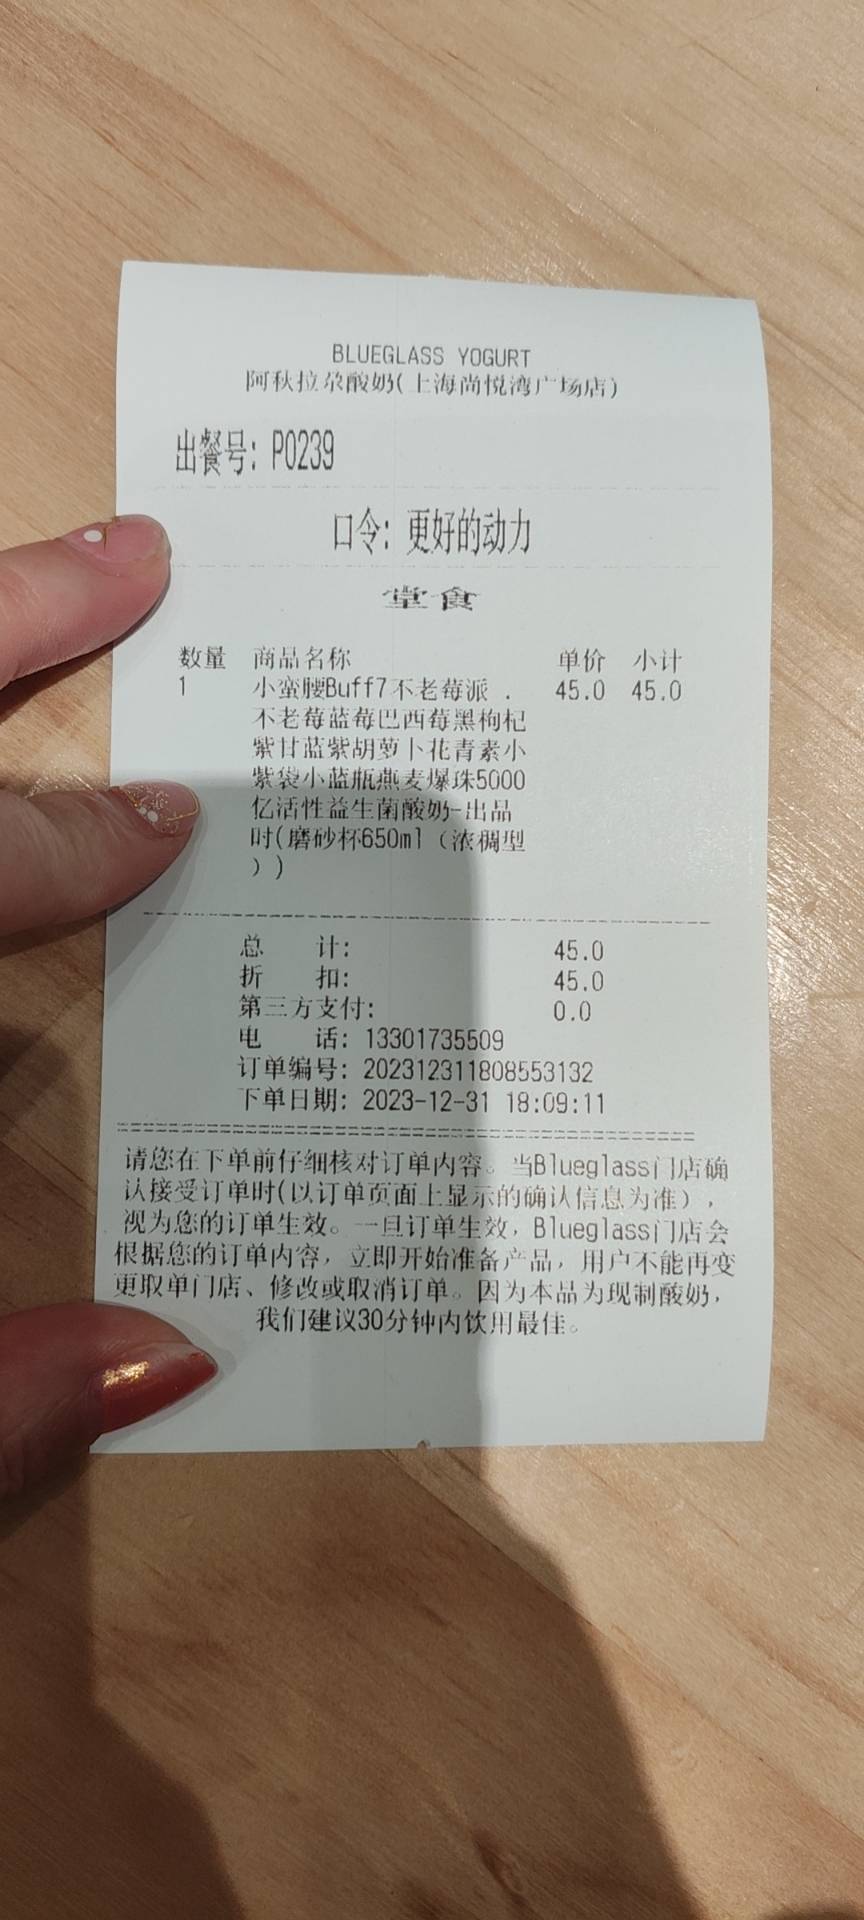 BLUEGLASS YOGURT
阿秋拉尕酸奶(上海尚悦湾广场店)
出餐号: P0239
口令: 更好的动力
堂食
数量 商品名称 单价 小计
1 小蛮腰Buff7不老莓派 . 45.0 45.0
不老莓蓝莓巴西莓黑枸杞
紫甘蓝紫胡萝卜花青素小
紫袋小蓝瓶燕麦爆珠5000
亿活性益生菌酸奶-出品
时(磨砂杯650ml（浓稠型
）)
总 计: 45.0
折 扣: 45.0
第三方支付: 0.0
电 话: 13301735509
订单编号: 202312311808553132
下单日期: 2023-12-31 18:09:11
请您在下单前仔细核对订单内容。当Blueglass门店确
认接受订单时(以订单页面上显示的确认信息为准)，
视为您的订单生效。一旦订单生效，Blueglass门店会
根据您的订单内容，立即开始准备产品，用户不能再变
更取单门店、修改或取消订单。因为本品为现制酸奶，
我们建议30分钟内饮用最佳。